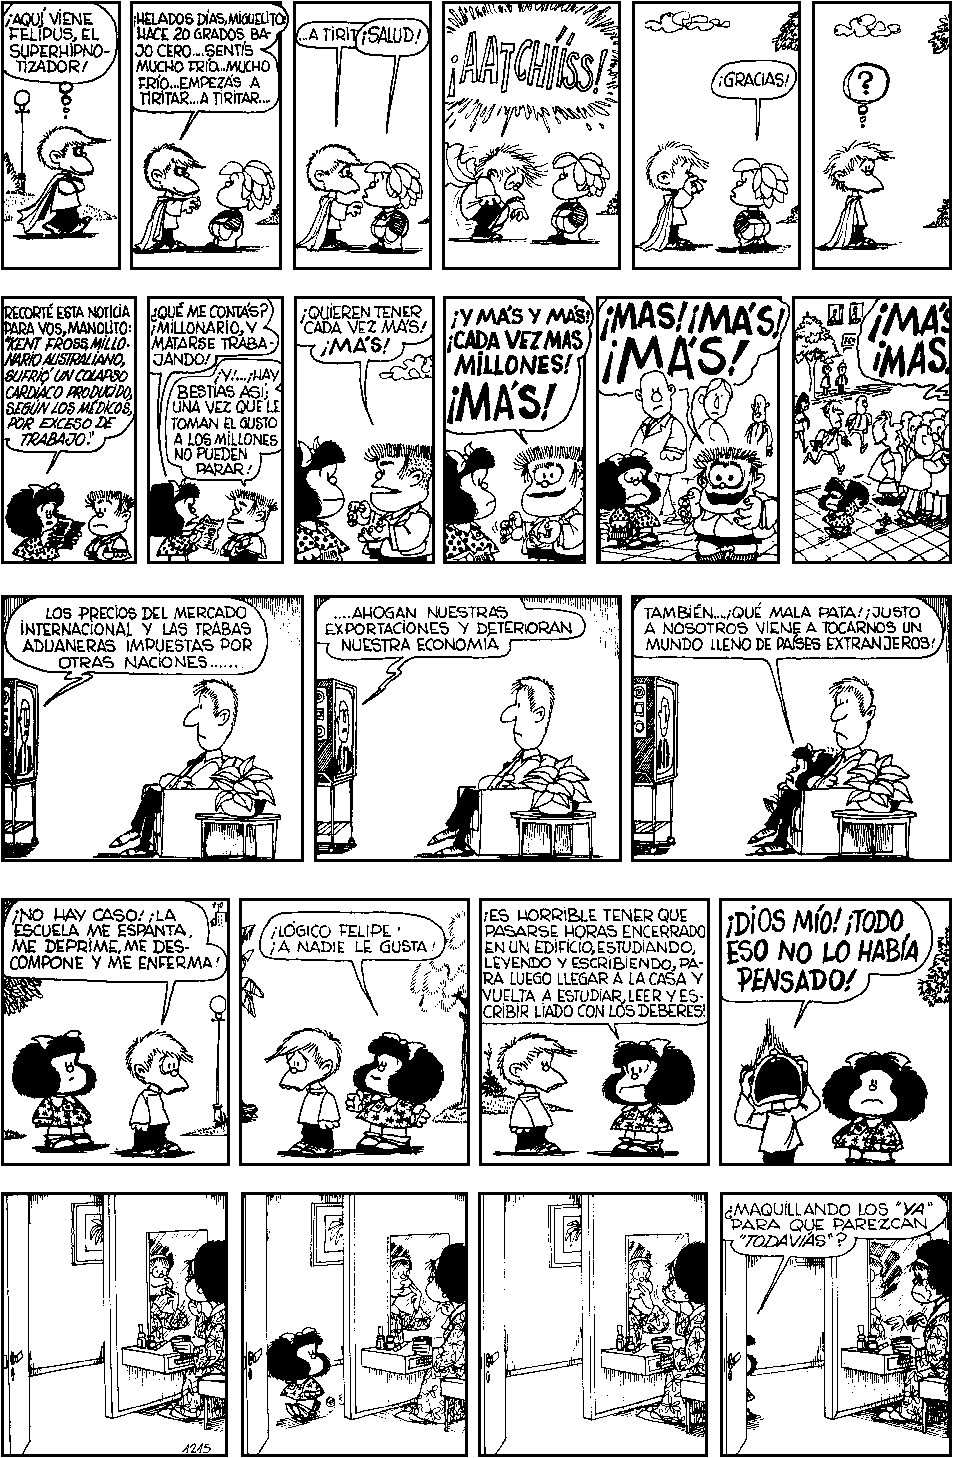 ¡AQUÍ VIENE
FELIPUS, EL
SUPERHIPNO-
TIZADOR!
¡HELADOS DÍAS, MIGUELITO!
HACE 20 GRADOS BA-
JO CERO....SENTÍS
MUCHO FRÍO..MUCHO
FRÍO...EMPEZÁS A
TIRITAR...A TIRITAR...
...A TIRIT
¡SALUD!
¡AATCHÍÍSS!
¡GRACIAS!
?
RECORTÉ ESTA NOTICIA
PARA VOS, MANOLITO:
"KENT FROSS, MILLO-
NARIO AUSTRALIANO,
SUFRIÓ UN COLAPSO
CARDÍACO PRODUCIDO,
SEGÚN LOS MÉDICOS,
POR EXCESO DE
TRABAJO."
¿QUÉ ME CONTÁS?
¡MILLONARIO, Y
MATARSE TRABA-
JANDO!
¡Y!...¡HAY
BESTIAS ASÍ;
UNA VEZ QUE LE
TOMAN EL GUSTO
A LOS MILLONES
NO PUEDEN
PARAR!
¡QUIEREN TENER
CADA VEZ MÁS!
¡MÁS!
¡Y MÁS Y MÁS!
¡CADA VEZ MAS
MILLONES!
¡MÁS!
¡MAS! ¡MÁS!
¡MÁS!
¡MÁS
¡MAS.
LOS PRECIOS DEL MERCADO
INTERNACIONAL Y LAS TRABAS
ADUANERAS IMPUESTAS POR
OTRAS NACIONES.......
....AHOGAN NUESTRAS
EXPORTACIONES Y DETERIORAN
NUESTRA ECONOMÍA
TAMBIÉN...¡QUÉ MALA PATA! ¡JUSTO
A NOSOTROS VIENE A TOCARNOS UN
MUNDO LLENO DE PAÍSES EXTRANJEROS!
¡NO HAY CASO! ¡LA
ESCUELA ME ESPANTA,
ME DEPRIME, ME DES-
COMPONE Y ME ENFERMA!
¡LÓGICO FELIPE!
¡A NADIE LE GUSTA!
¡ES HORRIBLE TENER QUE
PASARSE HORAS ENCERRADO
EN UN EDIFICIO, ESTUDIANDO,
LEYENDO Y ESCRIBIENDO, PA-
RA LUEGO LLEGAR A LA CASA Y
VUELTA A ESTUDIAR, LEER Y ES-
CRIBIR LIADO CON LOS DEBERES!
¡DIOS MÍO! ¡TODO
ESO NO LO HABÍA
PENSADO!
1215
¿MAQUILLANDO LOS "YA"
PARA QUE PAREZCAN
"TODAVÍAS"?